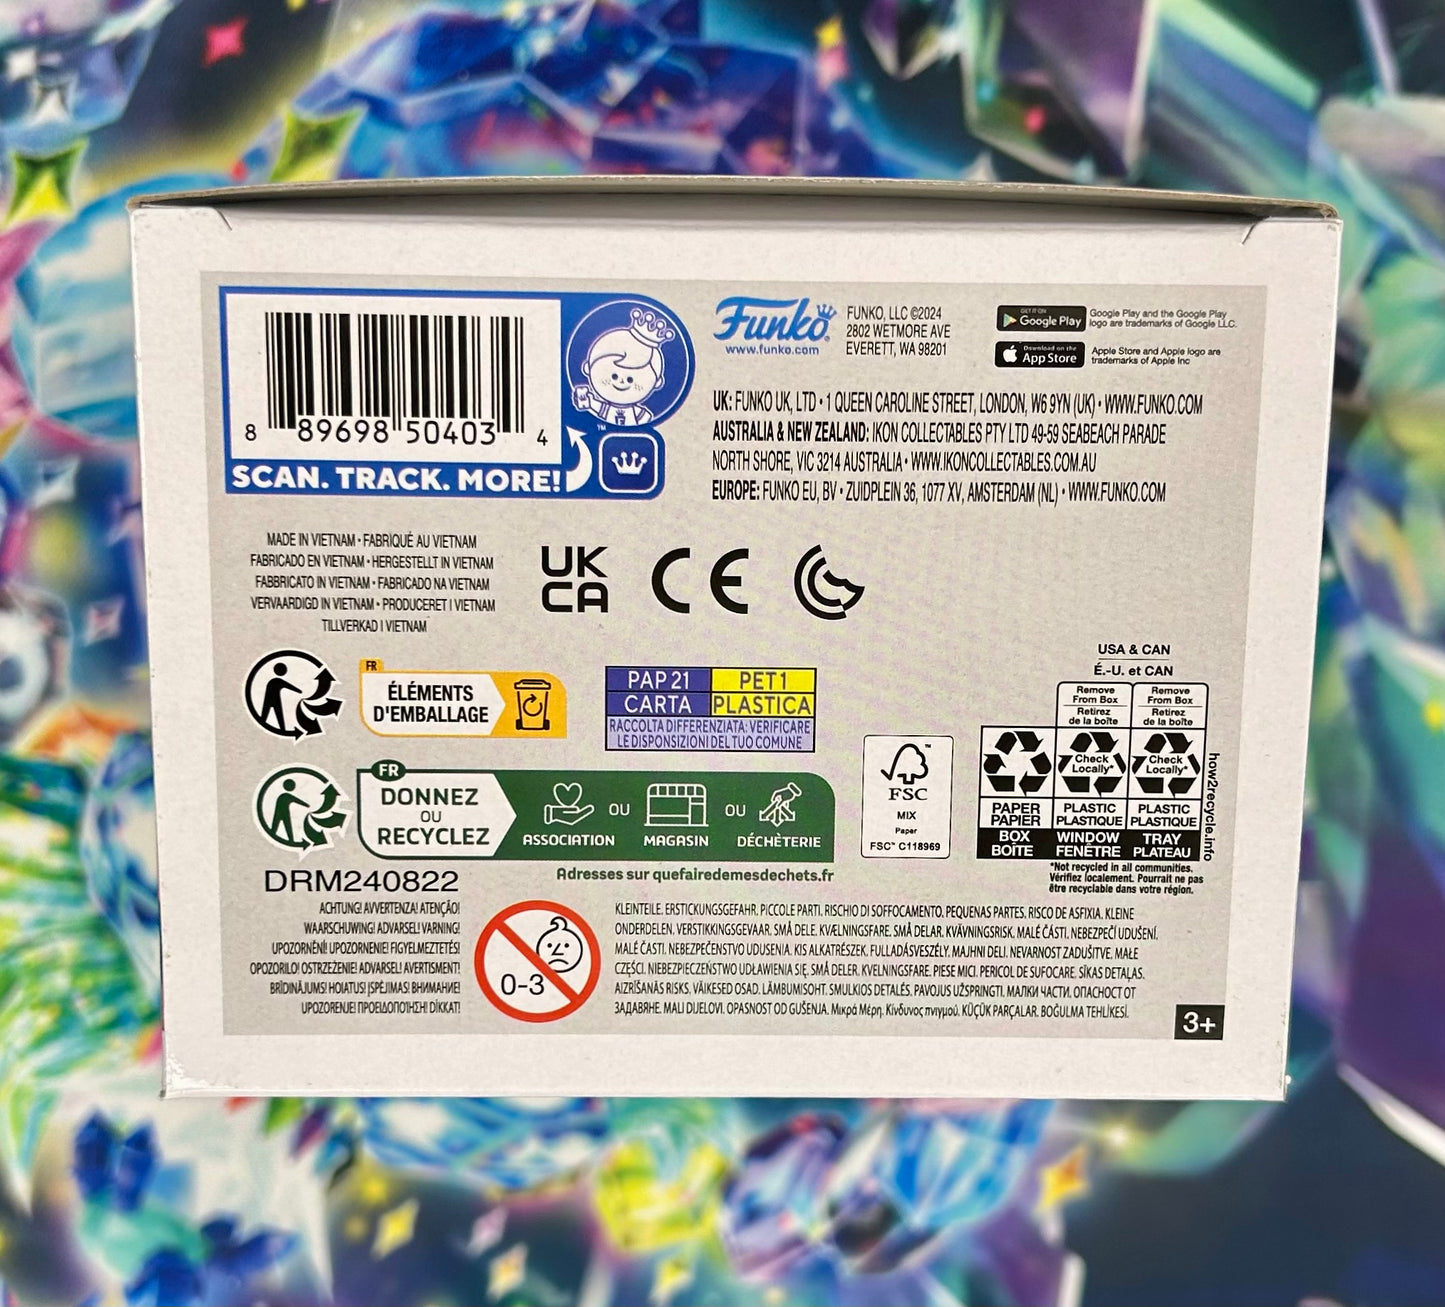 8 89698 50403 4
SCAN. TRACK. MORE!
™
Funko®
www.funko.com
FUNKO, LLC ©2024
2802 WETMORE AVE
EVERETT, WA 98201
GET IT ON
Google Play
Google Play and the Google Play
logo are trademarks of Google LLC.
Download on the
App Store
Apple Store and Apple logo are
trademarks of Apple Inc
UK: FUNKO UK, LTD • 1 QUEEN CAROLINE STREET, LONDON, W6 9YN (UK) • WWW.FUNKO.COM
AUSTRALIA & NEW ZEALAND: IKON COLLECTABLES PTY LTD 49-59 SEABEACH PARADE
NORTH SHORE, VIC 3214 AUSTRALIA • WWW.IKONCOLLECTABLES.COM.AU
EUROPE: FUNKO EU, BV • ZUIDPLEIN 36, 1077 XV, AMSTERDAM (NL) • WWW.FUNKO.COM
MADE IN VIETNAM • FABRIQUÉ AU VIETNAM
FABRICADO EN VIETNAM • HERGESTELLT IN VIETNAM
FABBRICATO IN VIETNAM • FABRICADO NA VIETNAM
VERVAARDIGD IN VIETNAM • PRODUCERET I VIETNAM
TILLVERKAD I VIETNAM
UK
CA
CE
FR
ÉLÉMENTS
D'EMBALLAGE
PAP 21 PET 1
CARTA PLASTICA
RACCOLTA DIFFERENZIATA: VERIFICARE
LE DISPONSIZIONI DEL TUO COMUNE
USA & CAN
É.-U. et CAN
Remove
From Box
Retirez
de la boîte
Remove
From Box
Retirez
de la boîte
Check
Locally*
Check
Locally*
PAPER
PAPIER
PLASTIC
PLASTIQUE
PLASTIC
PLASTIQUE
BOX
BOÎTE
WINDOW
FENÊTRE
TRAY
PLATEAU
how2recycle.info
*Not recycled in all communities.
Vérifiez localement. Pourrait ne pas
être recyclable dans votre région.
FSC
™
MIX
Paper
FSC™ C118969
FR
DONNEZ
OU
RECYCLEZ
ASSOCIATION OU MAGASIN OU DÉCHÈTERIE
Adresses sur quefairedemesdechets.fr
DRM240822
ACHTUNG! AVVERTENZA! ATENÇÃO!
WAARSCHUWING! ADVARSEL! VARNING!
UPOZORNĚNÍ! UPOZORNENIE! FIGYELMEZTETÉS!
OPOZORILO! OSTRZEŻENIE! ADVARSEL! AVERTISMENT!
BRĪDINĀJUMS! HOIATUS! ĮSPĖJIMAS! ВНИМАНИЕ!
UPOZORENJE! ΠΡΟΕΙΔΟΠΟΙΗΣΗ! DİKKAT!
0-3
KLEINTEILE. ERSTICKUNGSGEFAHR. PICCOLE PARTI. RISCHIO DI SOFFOCAMENTO. PEQUENAS PARTES. RISCO DE ASFIXIA. KLEINE
ONDERDELEN. VERSTIKKINGSGEVAAR. SMÅ DELE. KVÆLNINGSFARE. SMÅ DELAR. KVÄVNINGSRISK. MALÉ ČÁSTI. NEBEZPEČÍ UDUŠENÍ.
MALÉ ČASTI. NEBEZPEČENSTVO UDUSENIA. KIS ALKATRÉSZEK. FULLADÁSVESZÉLY. MAJHNI DELI. NEVARNOST ZADUŠITVE. MAŁE
CZĘŚCI. NIEBEZPIECZEŃSTWO UDŁAWIENIA SIĘ. SMÅ DELER. KVELNINGSFARE. PIESE MICI. PERICOL DE SUFOCARE. SĪKAS DETAĻAS.
AIZRĪŠANĀS RISKS. VÄIKESED OSAD. LÄMBUMISOHT. SMULKIOS DETALĖS. PAVOJUS UŽSPRINGTI. МАЛКИ ЧАСТИ. ОПАСНОСТ ОТ
ЗАДАВЯНЕ. MALI DIJELOVI. OPASNOST OD GUŠENJA. Μικρά Μέρη. Κίνδυνος πνιγμού. KÜÇÜK PARÇALAR. BOĞULMA TEHLİKESİ.
3+